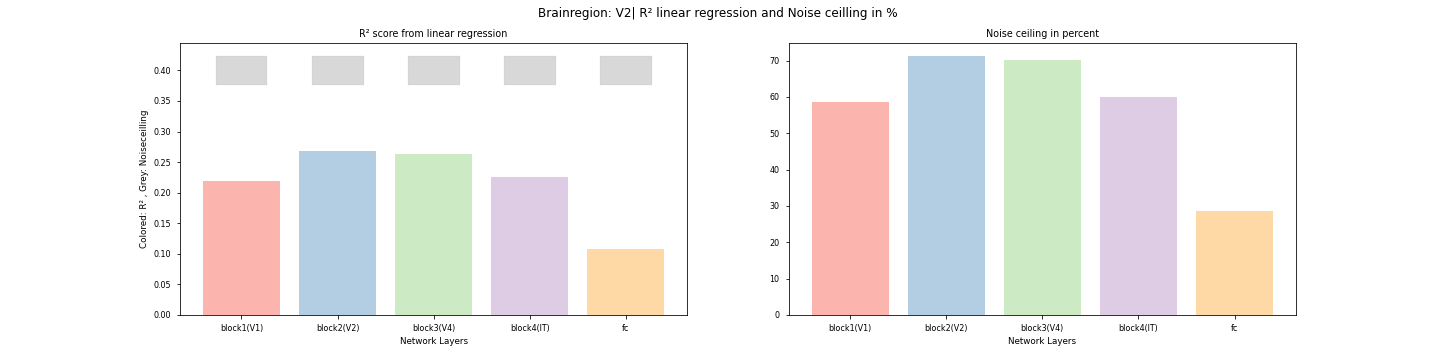 Brainregion: V2| R² linear regression and Noise ceilling in %
R² score from linear regression
Colored: R² , Grey: Noiseceilling
0.40
0.35
0.30
0.25
0.20
0.15
0.10
0.05
0.00
block1(V1) block2(V2) block3(V4) block4(IT) fc
Network Layers
Noise ceiling in percent
70
60
50
40
30
20
10
0
block1(V1) block2(V2) block3(V4) block4(IT) fc
Network Layers